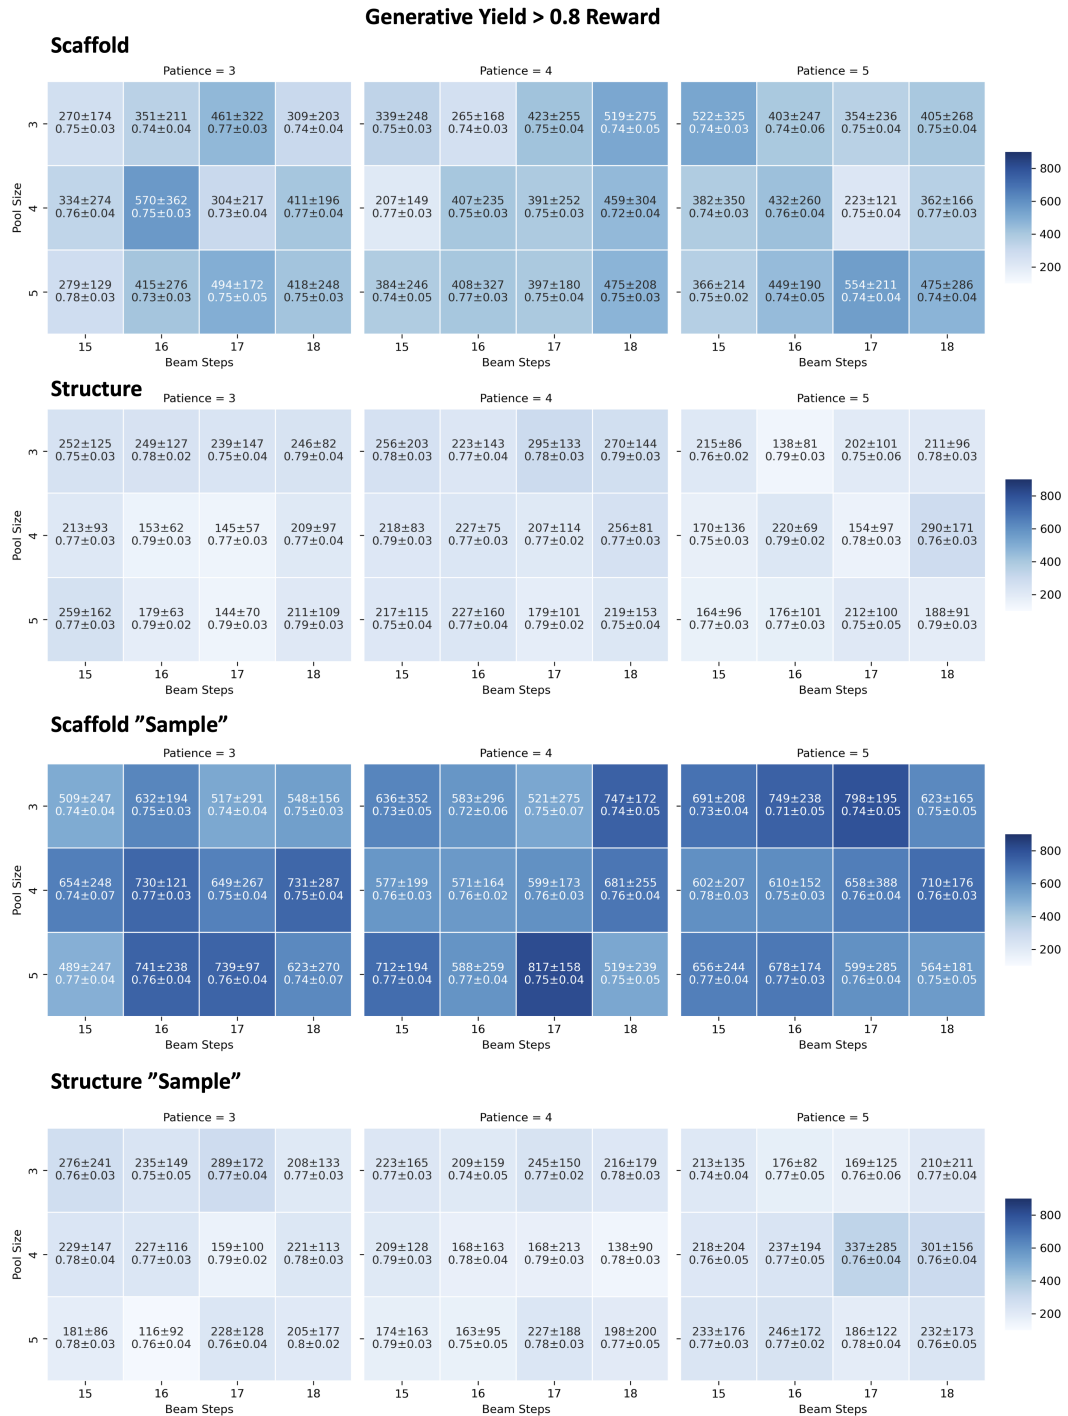 Generative Yield > 0.8 Reward
Scaffold
Patience = 3 Patience = 4 Patience = 5
270±174 351±211 461±322 309±203 339±248 265±168 423±255 519±275 522±325 403±247 354±236 405±268
0.75±0.03 0.74±0.04 0.77±0.03 0.74±0.04 0.75±0.03 0.74±0.03 0.75±0.04 0.74±0.05 0.74±0.03 0.74±0.06 0.75±0.04 0.75±0.04
3
334±274 570±362 304±217 411±196 207±149 407±235 391±252 459±304 382±350 432±260 223±121 362±166
0.76±0.04 0.75±0.03 0.73±0.04 0.77±0.04 0.77±0.03 0.75±0.03 0.75±0.03 0.72±0.04 0.74±0.03 0.76±0.04 0.75±0.04 0.77±0.03
4
279±129 415±276 494±172 418±248 384±246 408±327 397±180 475±208 366±214 449±190 554±211 475±286
0.78±0.03 0.73±0.03 0.75±0.05 0.75±0.03 0.74±0.05 0.77±0.03 0.74±0.04 0.75±0.03 0.75±0.02 0.74±0.05 0.74±0.04 0.74±0.04
5
Pool Size
15 16 17 18 15 16 17 18 15 16 17 18
Beam Steps Beam Steps Beam Steps
800
600
400
200
Structure
Patience = 3 Patience = 4 Patience = 5
252±125 249±127 239±147 246±82 256±203 223±143 295±133 270±144 215±86 138±81 202±101 211±96
0.75±0.03 0.78±0.02 0.75±0.04 0.79±0.04 0.78±0.03 0.77±0.04 0.78±0.03 0.79±0.03 0.76±0.02 0.79±0.03 0.75±0.06 0.78±0.03
3
213±93 153±62 145±57 209±97 218±83 227±75 207±114 256±81 170±136 220±69 154±97 290±171
0.77±0.03 0.79±0.03 0.77±0.03 0.77±0.04 0.79±0.03 0.77±0.03 0.77±0.02 0.77±0.03 0.75±0.03 0.79±0.02 0.78±0.03 0.76±0.03
4
259±162 179±63 144±70 211±109 217±115 227±160 179±101 219±153 164±96 176±101 212±100 188±91
0.77±0.03 0.79±0.02 0.79±0.03 0.79±0.03 0.75±0.04 0.77±0.04 0.79±0.02 0.75±0.04 0.77±0.03 0.77±0.03 0.75±0.05 0.79±0.03
5
Pool Size
15 16 17 18 15 16 17 18 15 16 17 18
Beam Steps Beam Steps Beam Steps
800
600
400
200
Scaffold ”Sample”
Patience = 3 Patience = 4 Patience = 5
509±247 632±194 517±291 548±156 636±352 583±296 521±275 747±172 691±208 749±238 798±195 623±165
0.74±0.04 0.75±0.03 0.74±0.04 0.75±0.03 0.73±0.05 0.72±0.06 0.75±0.07 0.74±0.05 0.73±0.04 0.71±0.05 0.74±0.05 0.75±0.05
3
654±248 730±121 649±267 731±287 577±199 571±164 599±173 681±255 602±207 610±152 658±388 710±176
0.74±0.07 0.77±0.03 0.75±0.04 0.75±0.04 0.76±0.03 0.76±0.02 0.76±0.03 0.76±0.04 0.78±0.03 0.75±0.03 0.76±0.04 0.76±0.03
4
489±247 741±238 739±97 623±270 712±194 588±259 817±158 519±239 656±244 678±174 599±285 564±181
0.77±0.04 0.76±0.04 0.76±0.04 0.74±0.07 0.77±0.04 0.77±0.04 0.75±0.04 0.75±0.05 0.77±0.04 0.77±0.03 0.76±0.04 0.75±0.05
5
Pool Size
15 16 17 18 15 16 17 18 15 16 17 18
Beam Steps Beam Steps Beam Steps
800
600
400
200
Structure ”Sample”
Patience = 3 Patience = 4 Patience = 5
276±241 235±149 289±172 208±133 223±165 209±159 245±150 216±179 213±135 176±82 169±125 210±211
0.76±0.03 0.75±0.05 0.77±0.04 0.77±0.03 0.77±0.03 0.74±0.05 0.77±0.02 0.78±0.03 0.74±0.04 0.77±0.05 0.76±0.06 0.77±0.04
3
229±147 227±116 159±100 221±113 209±128 168±163 168±213 138±90 218±204 237±194 337±285 301±156
0.78±0.04 0.77±0.03 0.79±0.02 0.78±0.03 0.77±0.03 0.78±0.04 0.79±0.03 0.78±0.03 0.76±0.05 0.76±0.05 0.76±0.04 0.76±0.04
4
181±86 116±92 228±128 205±177 174±163 163±95 227±188 198±200 233±176 246±172 186±122 232±173
0.78±0.03 0.76±0.04 0.76±0.04 0.8±0.02 0.79±0.03 0.75±0.05 0.78±0.03 0.77±0.05 0.77±0.03 0.77±0.02 0.78±0.04 0.76±0.05
5
Pool Size
15 16 17 18 15 16 17 18 15 16 17 18
Beam Steps Beam Steps Beam Steps
800
600
400
200